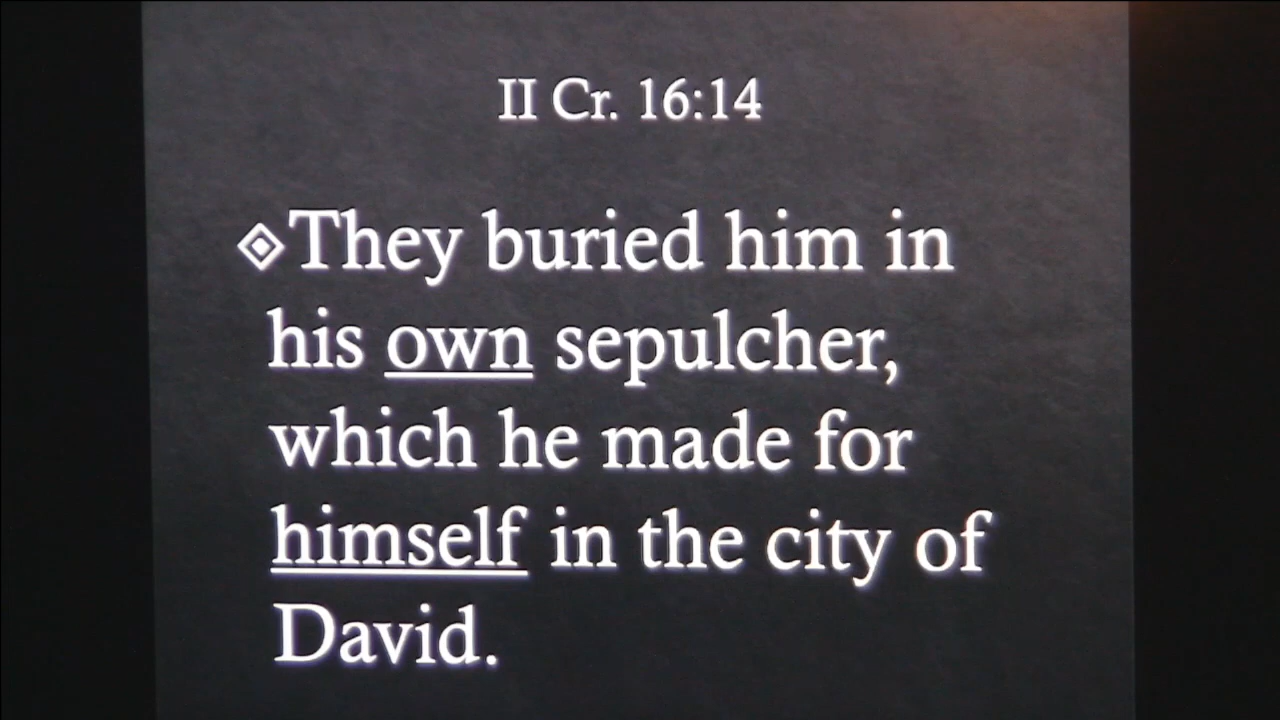 II Cr. 16:14
They buried him in
his own sepulcher,
which he made for
himself in the city of
David.